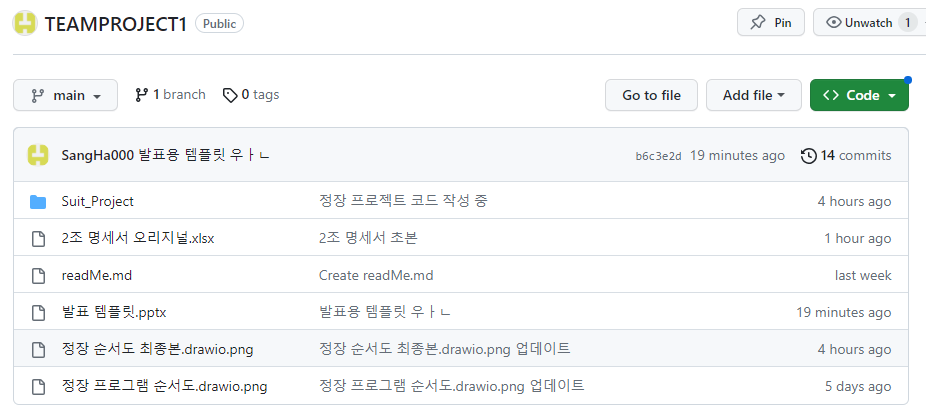 TEAMPROJECT1 Public Pin Unwatch 1
main 1 branch 0 tags Go to file Add file Code
SangHa000 발표용 템플릿 우ㅏㄴ b6c3e2d 19 minutes ago 14 commits
Suit_Project 정장 프로젝트 코드 작성 중 4 hours ago
2조 명세서 오리지널.xlsx 2조 명세서 초본 1 hour ago
readMe.md Create readMe.md last week
발표 템플릿.pptx 발표용 템플릿 우ㅏㄴ 19 minutes ago
정장 순서도 최종본.drawio.png 정장 순서도 최종본.drawio.png 업데이트 4 hours ago
정장 프로그램 순서도.drawio.png 정장 프로그램 순서도.drawio.png 업데이트 5 days ago